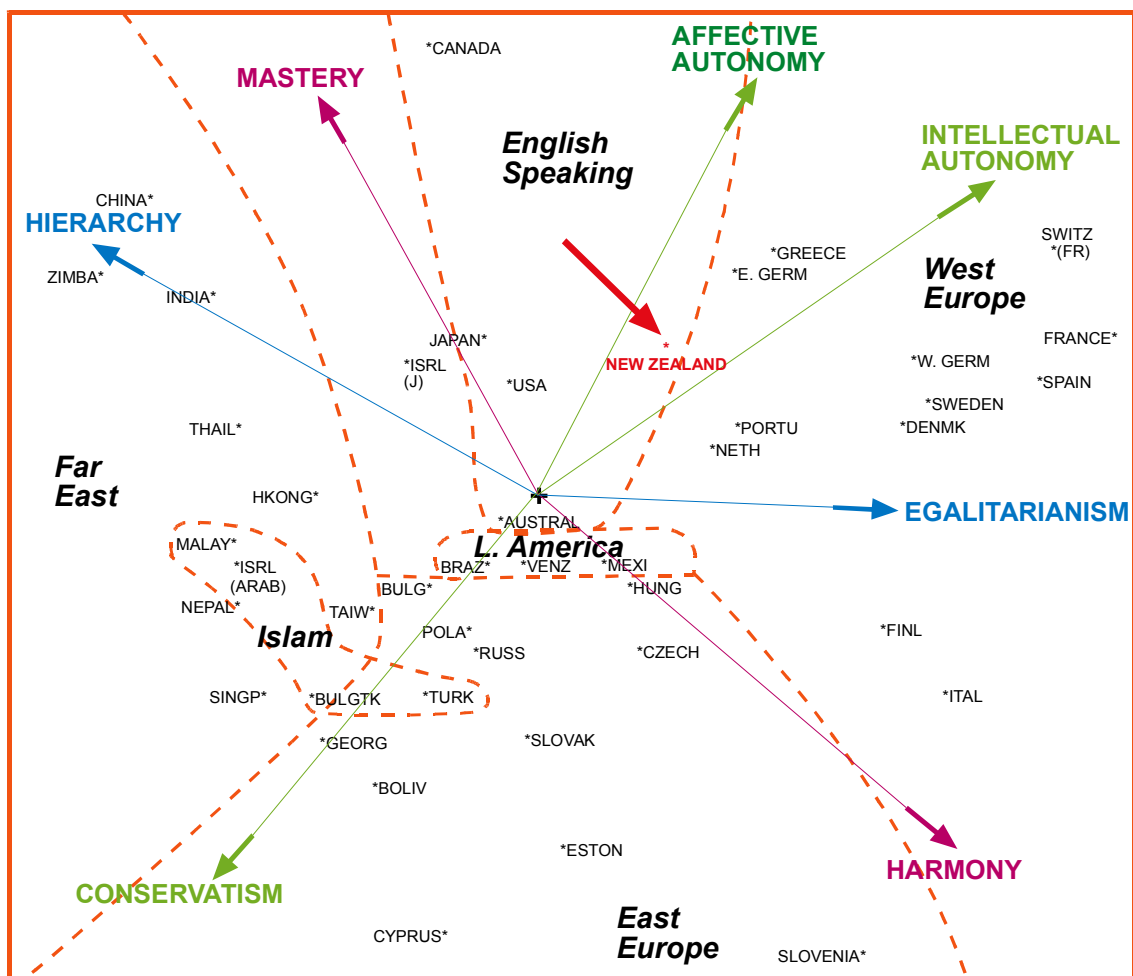 *CANADA
AFFECTIVE
AUTONOMY
MASTERY
English
Speaking
INTELLECTUAL
AUTONOMY
CHINA*
HIERARCHY
ZIMBA*
INDIA*
*GREECE
*E. GERM
West
Europe
SWITZ
*(FR)
JAPAN*
*ISRL
(J)
*USA
*
NEW ZEALAND
FRANCE*
*W. GERM
*SPAIN
*SWEDEN
*DENMK
THAIL*
*PORTU
*NETH
Far
East
HKONG*
+
EGALITARIANISM
*AUSTRAL
L. America
MALAY*
*ISRL
(ARAB)
BRAZ*
*VENZ
*MEXI
BULG*
*HUNG
NEPAL*
TAIW*
Islam
POLA*
*RUSS
*CZECH
*FINL
SINGP*
*BULGTK
*TURK
*ITAL
*GEORG
*SLOVAK
*BOLIV
*ESTON
HARMONY
CONSERVATISM
CYPRUS*
East
Europe
SLOVENIA*